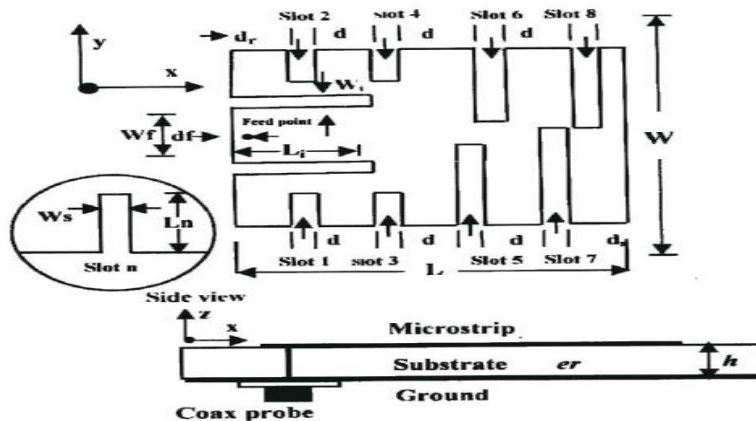 Slot 2 slot 4 Slot 6 Slot 8
dr d d d
y
x
Wi
Wf df Feed point
Li
W
Ws Ln
Slot n
d d d ds
Slot 1 slot 3 Slot 5 Slot 7
L
Side view
z
x
Microstrip
Substrate er h
Ground
Coax probe